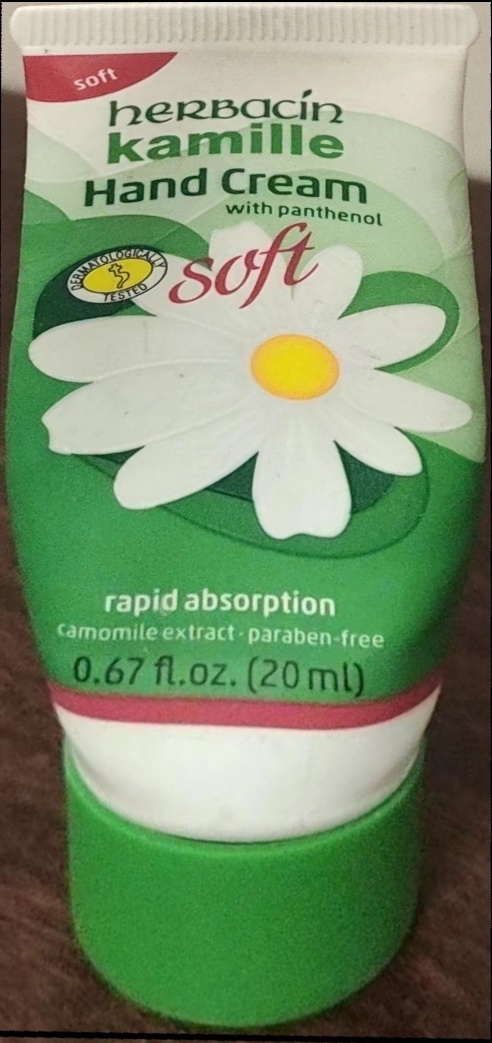 soft
herbacin
kamille
Hand Cream
with panthenol
soft
DERMATOLOGICALLY
TESTED
rapid absorption
camomile extract · paraben-free
0.67 fl.oz. (20 ml)